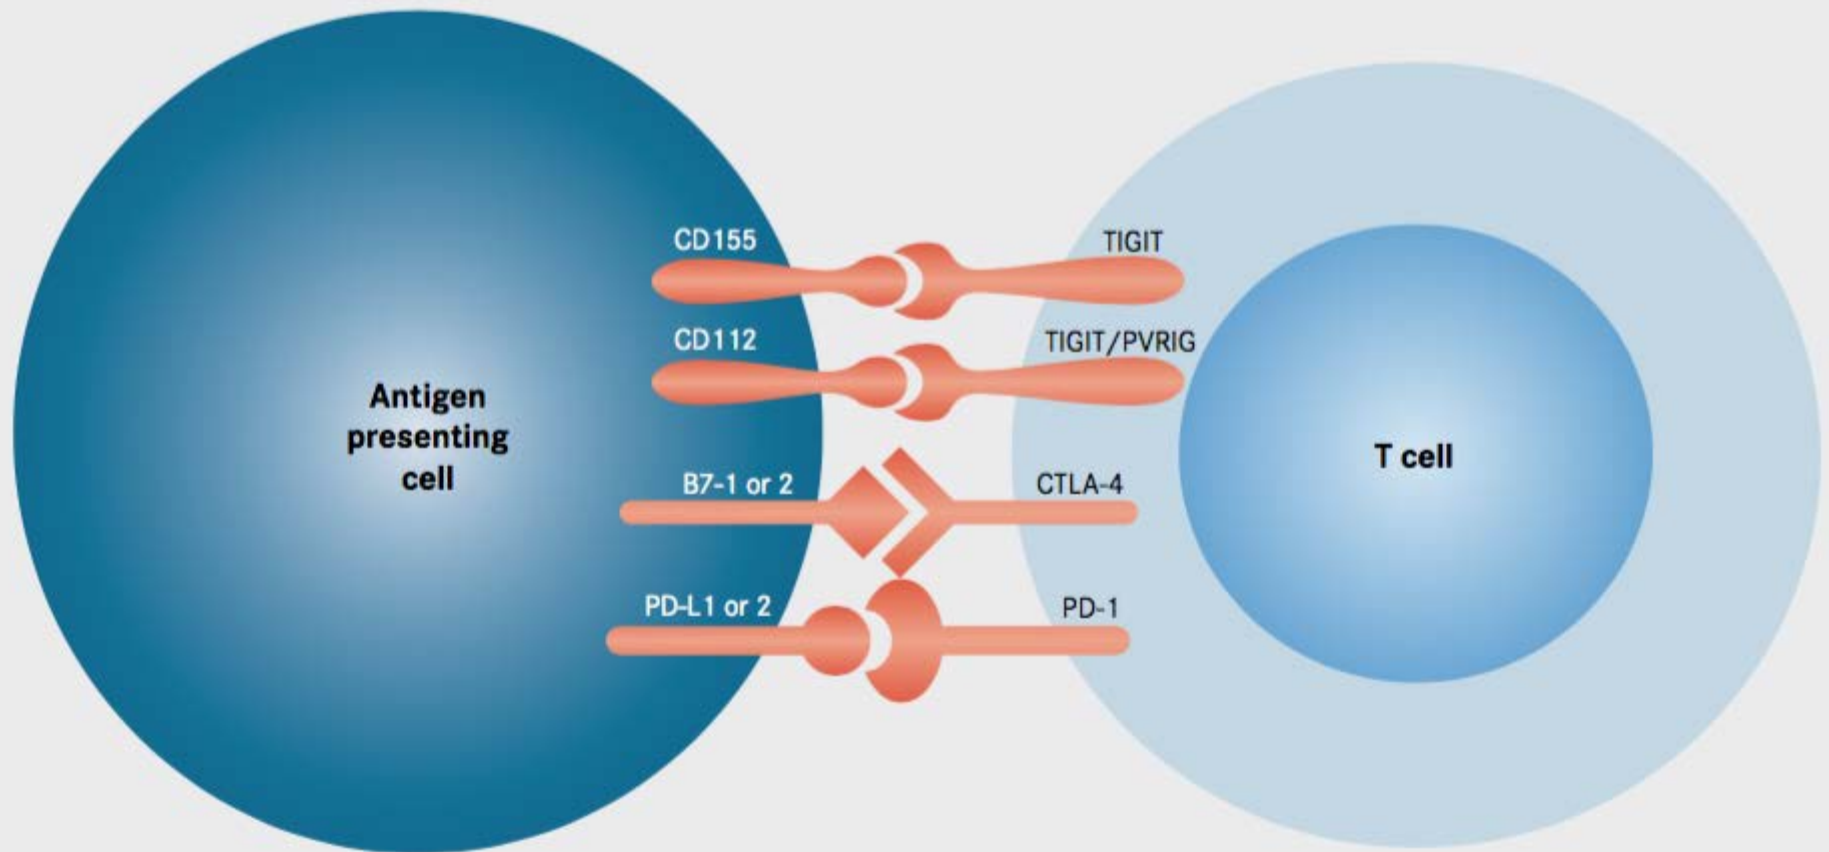 CD155
TIGIT
CD112
TIGIT/PVRIG
Antigen
presenting
cell
T cell
B7-1 or 2
CTLA-4
PD-L1 or 2
PD-1